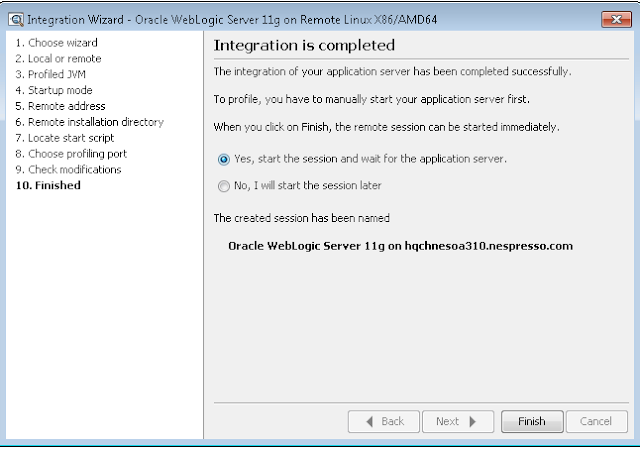 Integration Wizard - Oracle WebLogic Server 11g on Remote Linux X86/AMD64
1. Choose wizard
2. Local or remote
3. Profiled JVM
4. Startup mode
5. Remote address
6. Remote installation directory
7. Locate start script
8. Choose profiling port
9. Check modifications
10. Finished
Integration is completed
The integration of your application server has been completed successfully.
To profile, you have to manually start your application server first.
When you click on Finish, the remote session can be started immediately.
Yes, start the session and wait for the application server.
No, I will start the session later
The created session has been named
Oracle WebLogic Server 11g on hqchnesoa310.nespresso.com
Back Next Finish Cancel